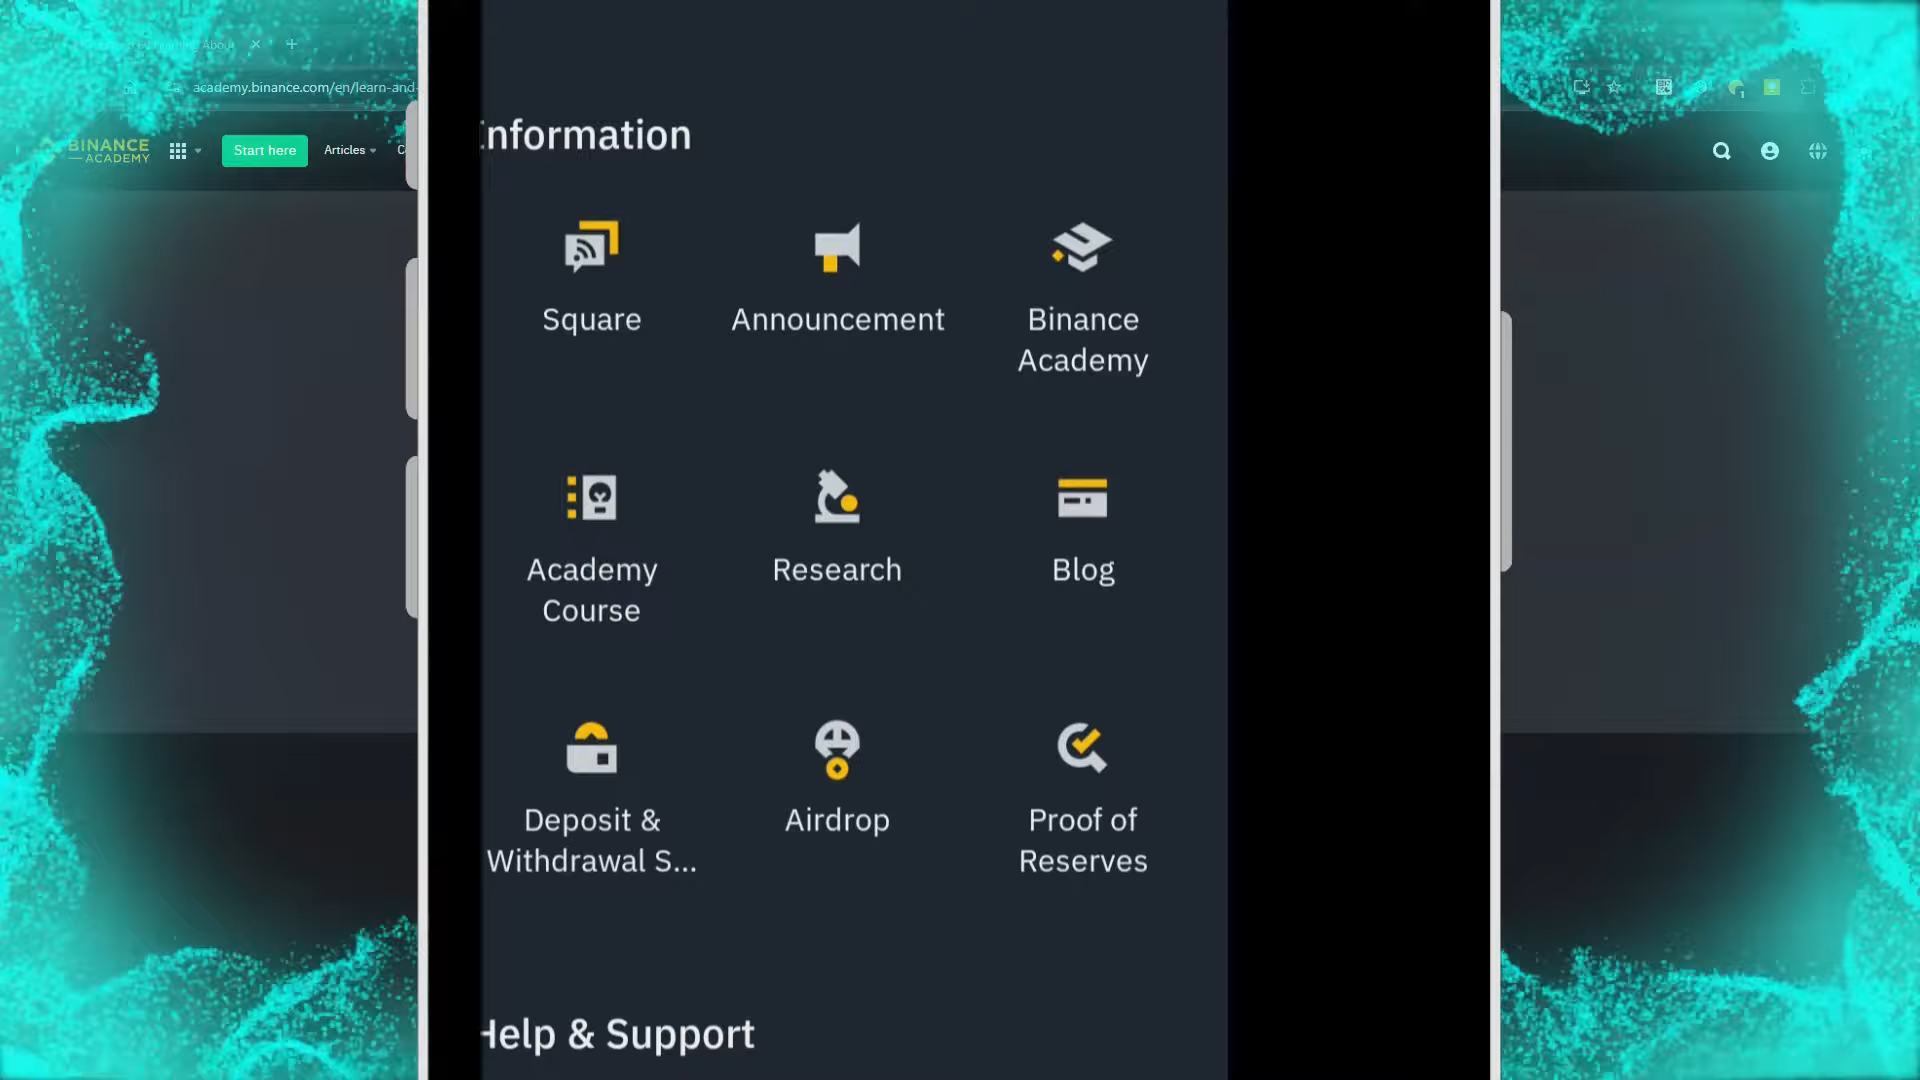 academy.binance.com/en/learn-and-
BINANCE
ACADEMY
Start here
Articles
Information
Square
Announcement
Binance
Academy
Academy
Course
Research
Blog
Deposit &
Withdrawal S...
Airdrop
Proof of
Reserves
Help & Support